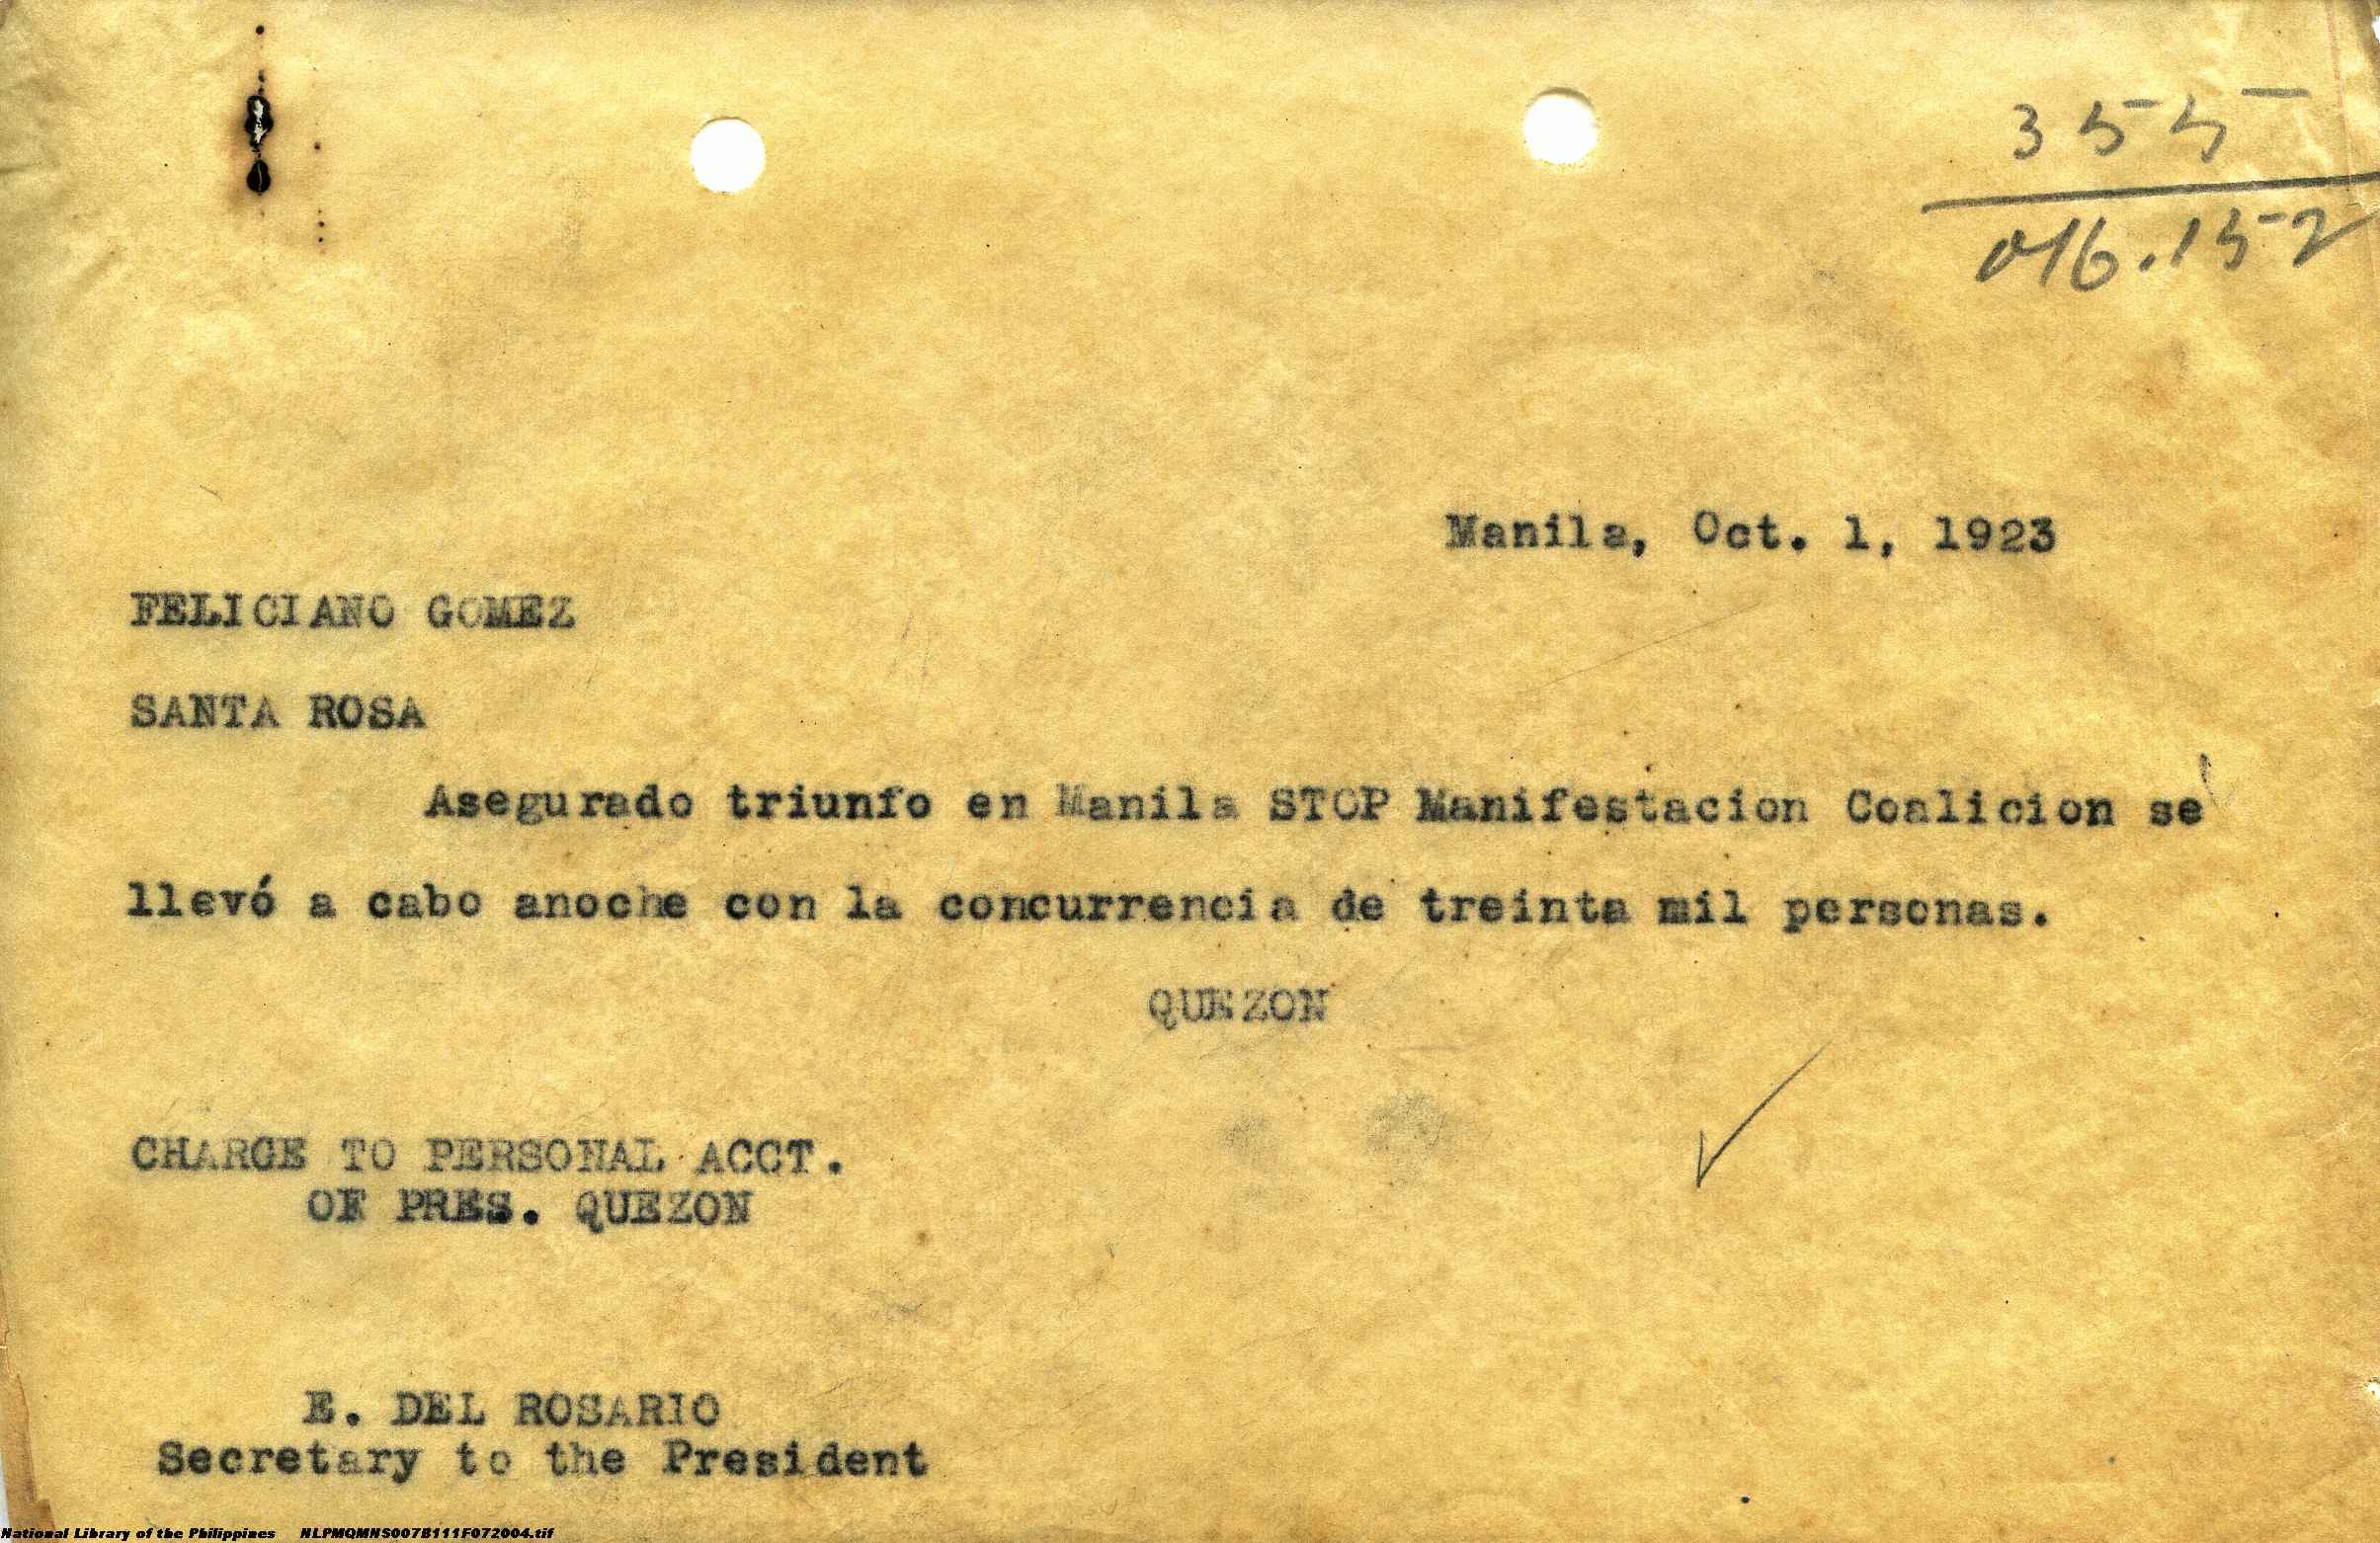 355
016.152
Manila, Oct. 1, 1923
FELICIANO GOMEZ
SANTA ROSA
Asegurado triunfo en Manila STOP Manifestacion Coalicion se
llevó a cabo anoche con la concurrencia de treinta mil personas.
QUEZON
CHARGE TO PERSONAL ACCT.
OF PRES. QUEZON
E. DEL ROSARIO
Secretary to the President
National Library of the Philippines NLPMQMNS007B111F072004.tif